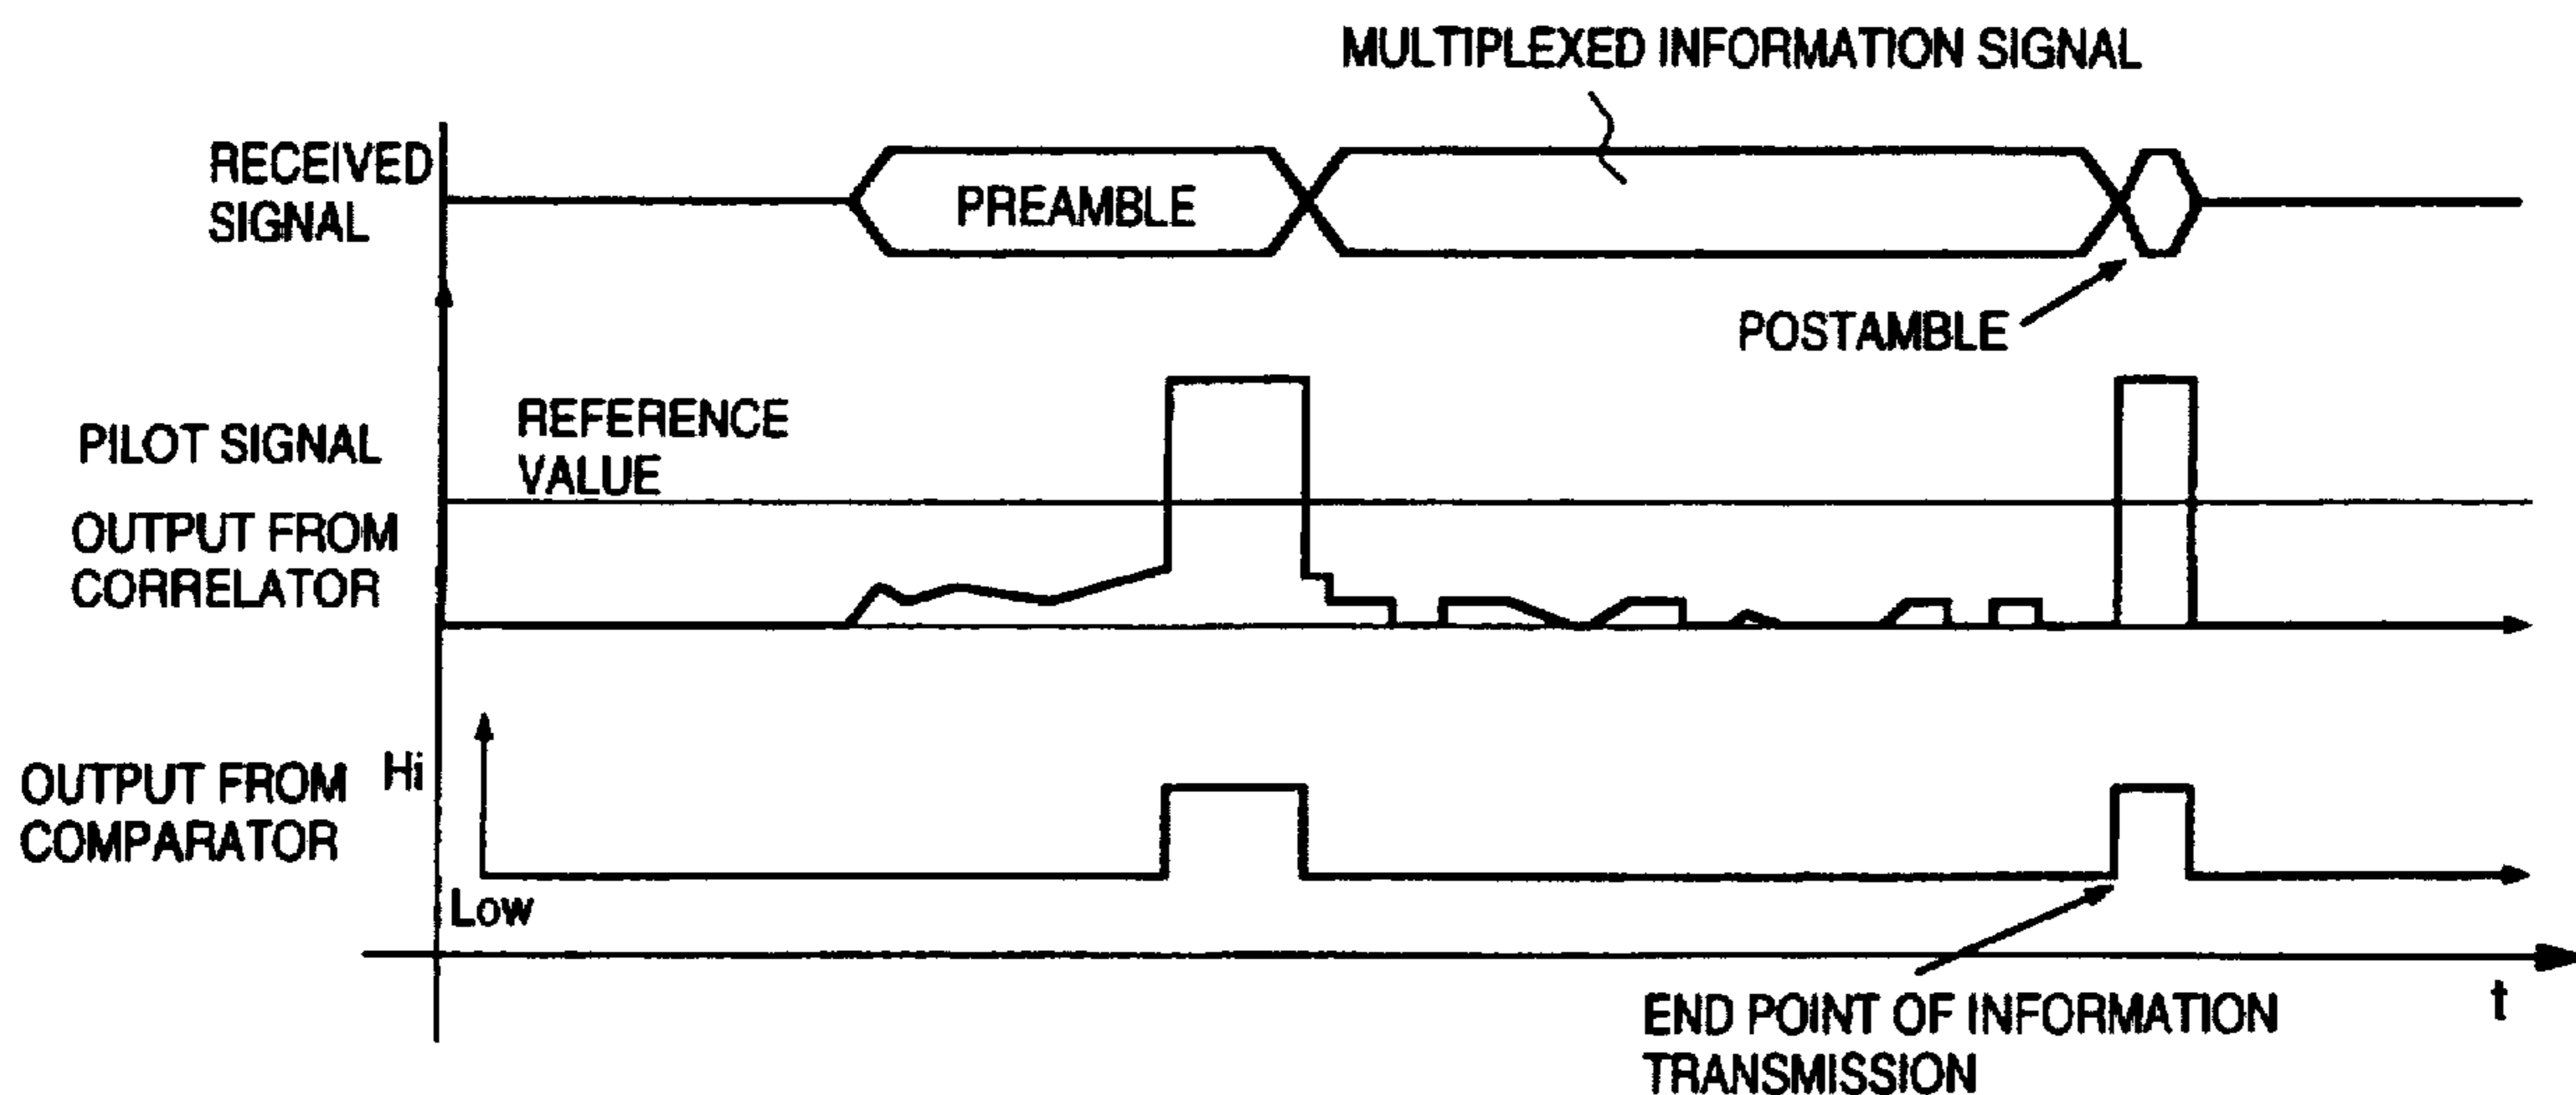 MULTIPLEXED INFORMATION SIGNAL
RECEIVED
SIGNAL
PREAMBLE
POSTAMBLE
PILOT SIGNAL
REFERENCE
VALUE
OUTPUT FROM
CORRELATOR
OUTPUT FROM
COMPARATOR
Hi
Low
END POINT OF INFORMATION
TRANSMISSION
t